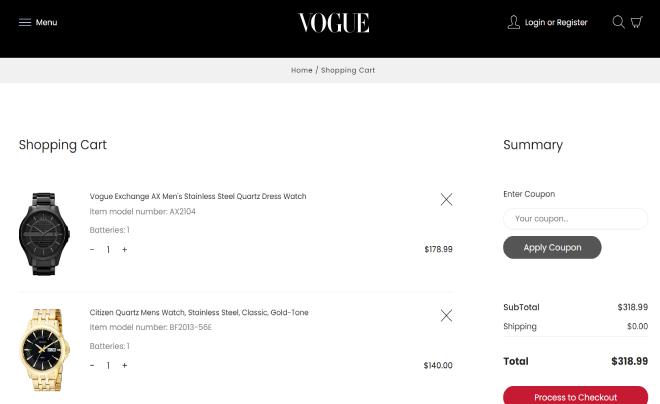 Menu
VOGUE
Login or Register
Home / Shopping Cart
Shopping Cart
Vogue Exchange AX Men's Stainless Steel Quartz Dress Watch
Item model number: AX2104
Batteries: 1
- 1 +
$178.99
Citizen Quartz Mens Watch, Stainless Steel, Classic, Gold-Tone
Item model number: BF2013-56E
Batteries: 1
- 1 +
$140.00
Summary
Enter Coupon
Your coupon..
Apply Coupon
SubTotal $318.99
Shipping $0.00
Total $318.99
Process to Checkout